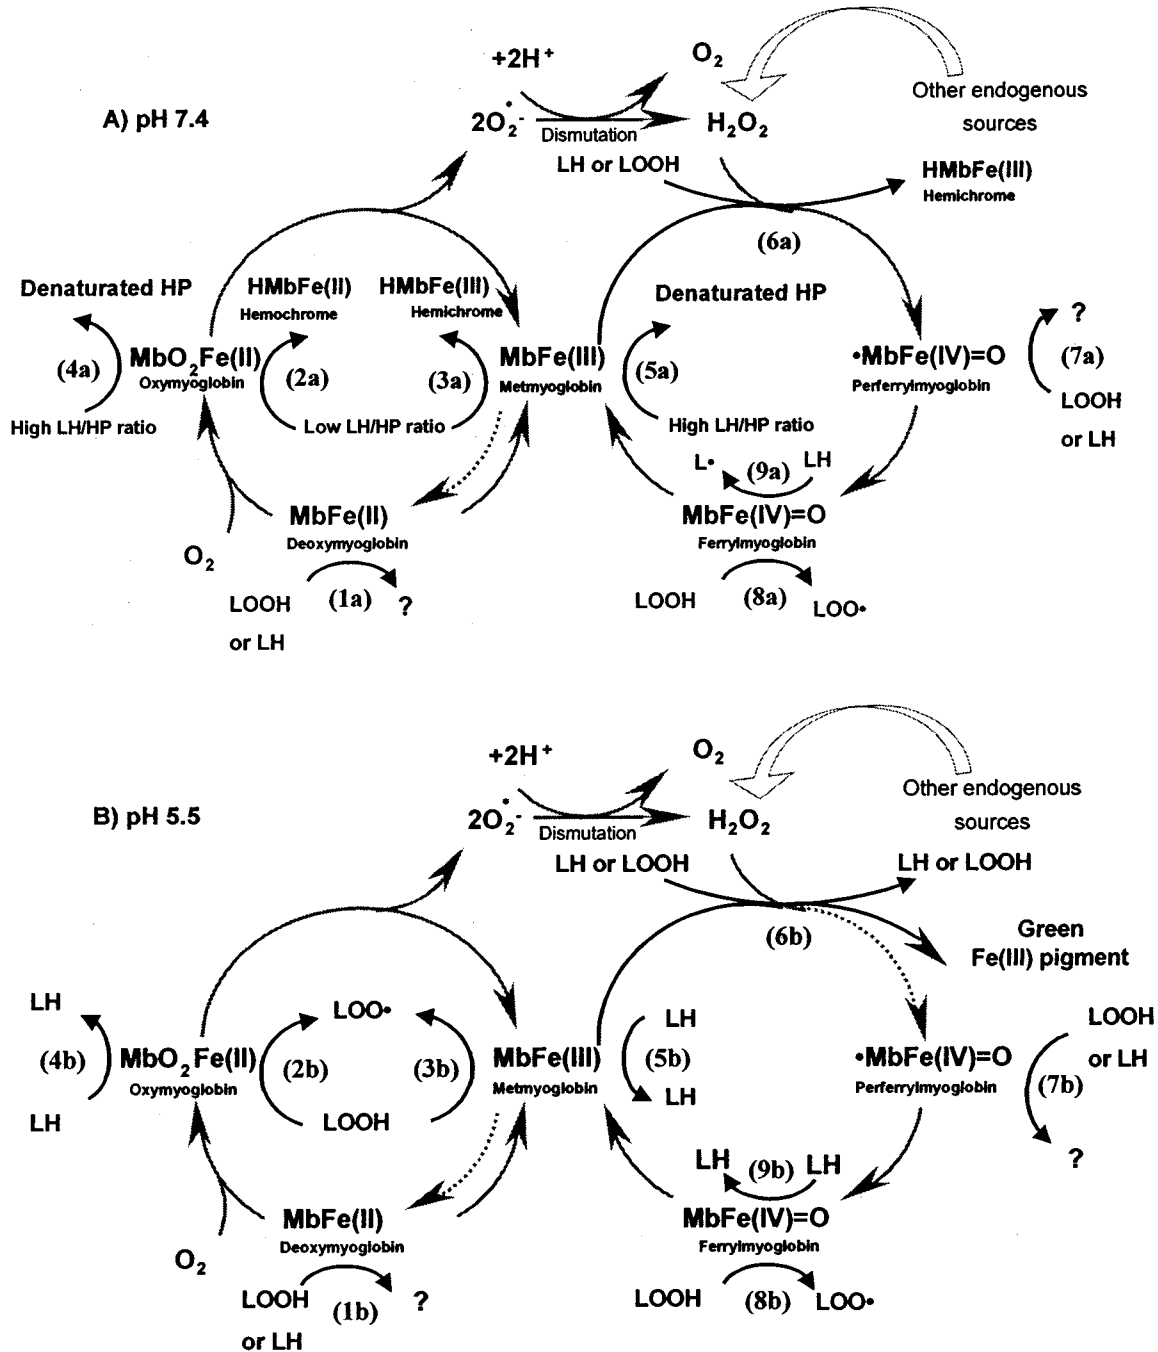 A) pH 7.4
+2H+
O2
Other endogenous
sources
2O2•-
Dismutation
H2O2
LH or LOOH
HMbFe(III)
Hemichrome
(6a)
Denaturated HP
HMbFe(II)
Hemochrome
HMbFe(III)
Hemichrome
Denaturated HP
?
(4a)
MbO2Fe(II)
Oxymyoglobin
(2a)
(3a)
MbFe(III)
Metmyoglobin
(5a)
•MbFe(IV)=O
Perferrylmyoglobin
(7a)
LOOH
or LH
High LH/HP ratio
Low LH/HP ratio
High LH/HP ratio
L•
(9a)
LH
MbFe(II)
Deoxymyoglobin
MbFe(IV)=O
Ferrylmyoglobin
O2
LOOH
or LH
(1a)
?
LOOH
(8a)
LOO•
B) pH 5.5
+2H+
O2
Other endogenous
sources
2O2•-
Dismutation
H2O2
LH or LOOH
LH or LOOH
(6b)
Green
Fe(III) pigment
LH
LOO•
LH
LOOH
or LH
(4b)
MbO2Fe(II)
Oxymyoglobin
(2b)
(3b)
MbFe(III)
Metmyoglobin
(5b)
•MbFe(IV)=O
Perferrylmyoglobin
(7b)
LH
LOOH
LH
?
LH
(9b)
LH
MbFe(II)
Deoxymyoglobin
MbFe(IV)=O
Ferrylmyoglobin
O2
LOOH
or LH
(1b)
?
LOOH
(8b)
LOO•